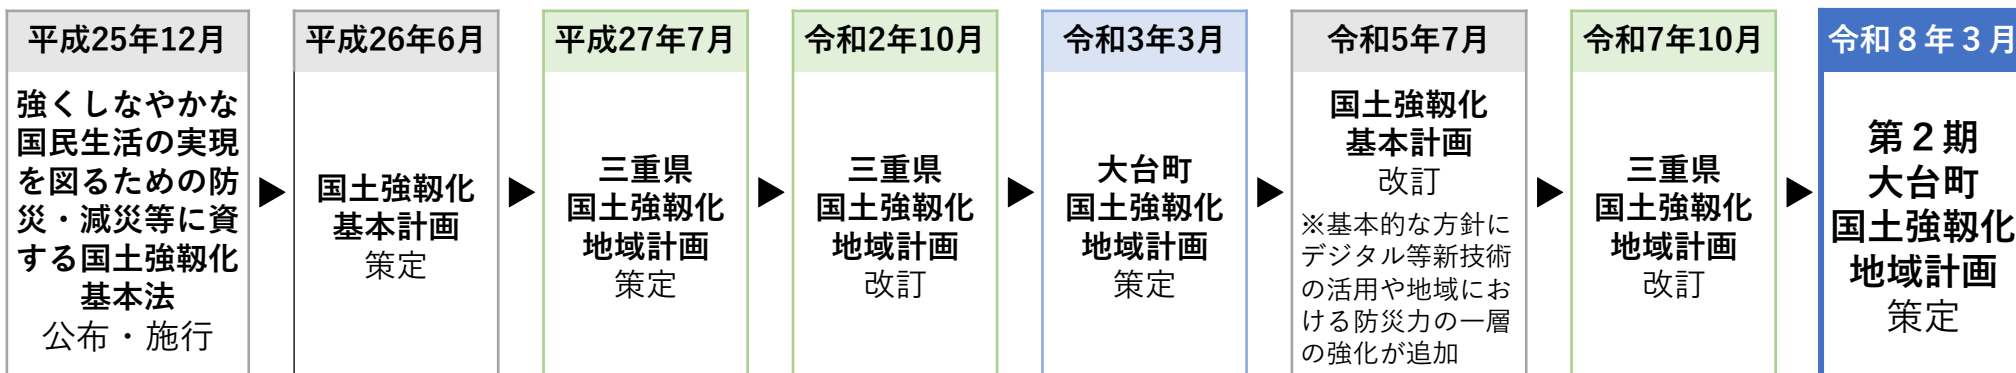 平成25年12月
強くしなやかな
国民生活の実現
を図るための防
災・減災等に資
する国土強靱化
基本法
公布・施行
▶
平成26年6月
国土強靱化
基本計画
策定
▶
平成27年7月
三重県
国土強靱化
地域計画
策定
▶
令和2年10月
三重県
国土強靱化
地域計画
改訂
▶
令和3年3月
大台町
国土強靱化
地域計画
策定
▶
令和5年7月
国土強靱化
基本計画
改訂
※基本的な方針に
デジタル等新技術
の活用や地域にお
ける防災力の一層
の強化が追加
▶
令和7年10月
三重県
国土強靱化
地域計画
改訂
▶
令和８年３月
第２期
大台町
国土強靱化
地域計画
策定